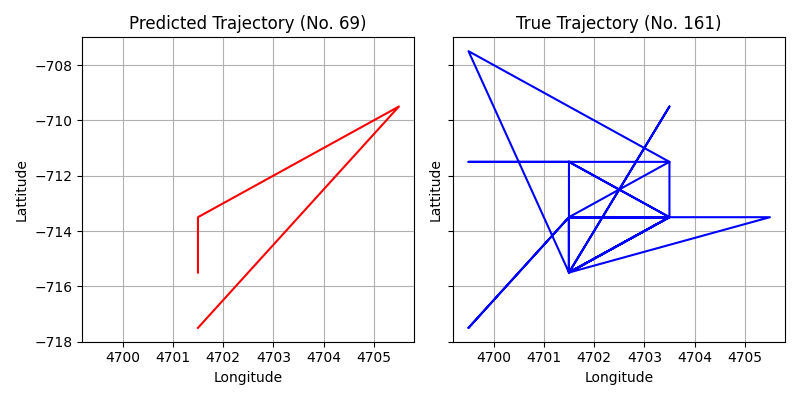 Predicted Trajectory (No. 69)
−708
−710
−712
−714
−716
−718
Lattitude
4700 4701 4702 4703 4704 4705
Longitude
True Trajectory (No. 161)
Lattitude
4700 4701 4702 4703 4704 4705
Longitude